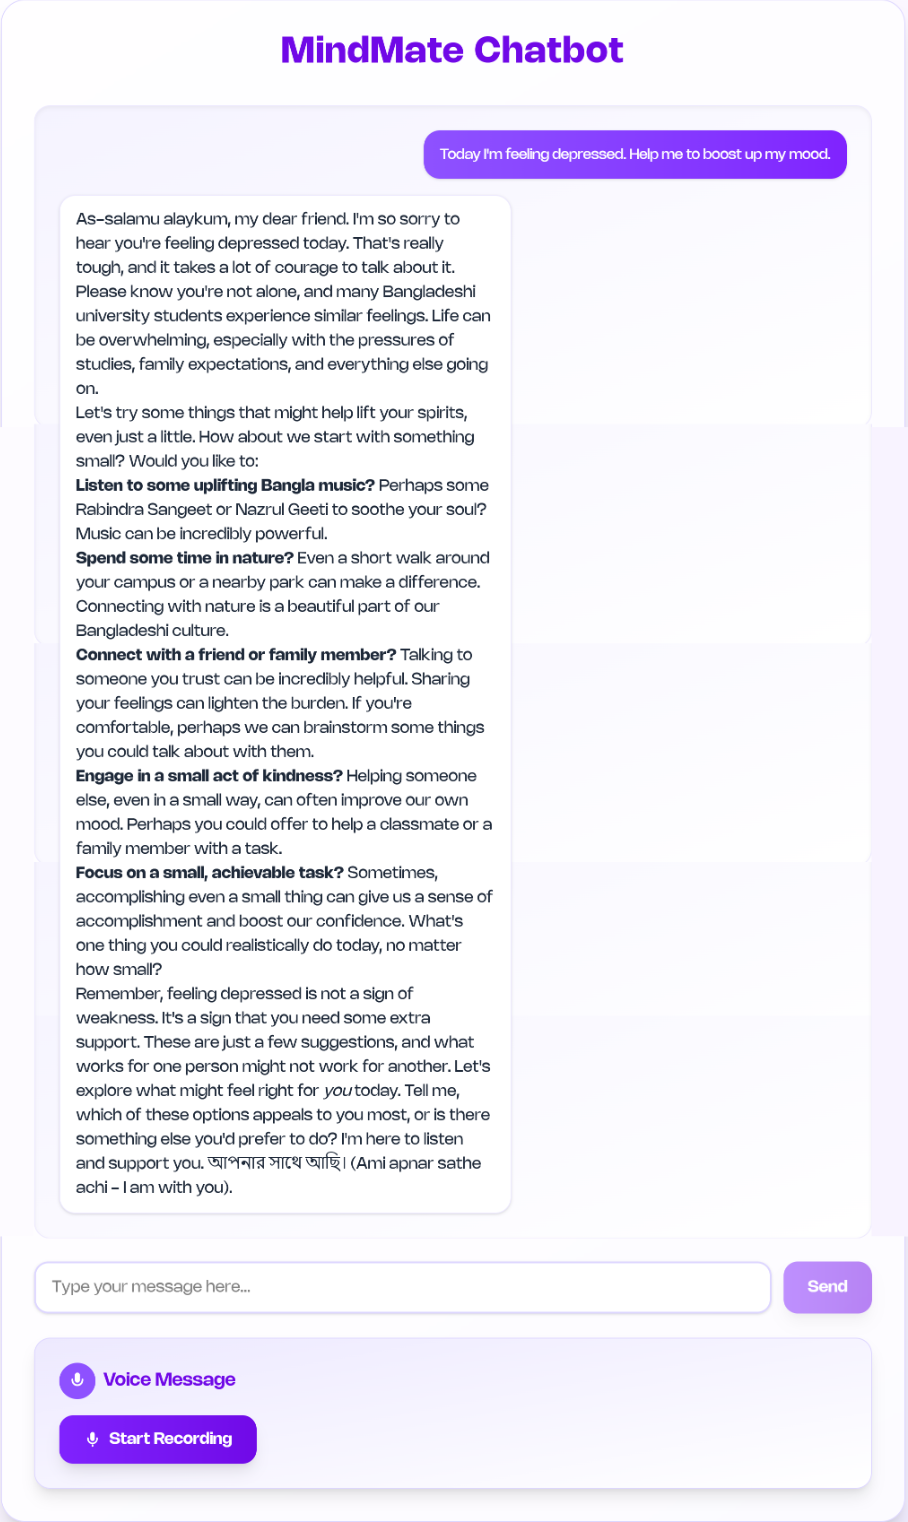 MindMate Chatbot
Today I'm feeling depressed. Help me to boost up my mood.
As-salamu alaykum, my dear friend. I'm so sorry to
hear you're feeling depressed today. That's really
tough, and it takes a lot of courage to talk about it.
Please know you're not alone, and many Bangladeshi
university students experience similar feelings. Life can
be overwhelming, especially with the pressures of
studies, family expectations, and everything else going
on.
Let's try some things that might help lift your spirits,
even just a little. How about we start with something
small? Would you like to:
Listen to some uplifting Bangla music? Perhaps some
Rabindra Sangeet or Nazrul Geeti to soothe your soul?
Music can be incredibly powerful.
Spend some time in nature? Even a short walk around
your campus or a nearby park can make a difference.
Connecting with nature is a beautiful part of our
Bangladeshi culture.
Connect with a friend or family member? Talking to
someone you trust can be incredibly helpful. Sharing
your feelings can lighten the burden. If you're
comfortable, perhaps we can brainstorm some things
you could talk about with them.
Engage in a small act of kindness? Helping someone
else, even in a small way, can often improve our own
mood. Perhaps you could offer to help a classmate or a
family member with a task.
Focus on a small, achievable task? Sometimes,
accomplishing even a small thing can give us a sense of
accomplishment and boost our confidence. What's
one thing you could realistically do today, no matter
how small?
Remember, feeling depressed is not a sign of
weakness. It's a sign that you need some extra
support. These are just a few suggestions, and what
works for one person might not work for another. Let's
explore what might feel right for you today. Tell me,
which of these options appeals to you most, or is there
something else you'd prefer to do? I'm here to listen
and support you. আপনার সাথে আছি। (Ami apnar sathe
achi - I am with you).
Type your message here...
Send
Voice Message
Start Recording